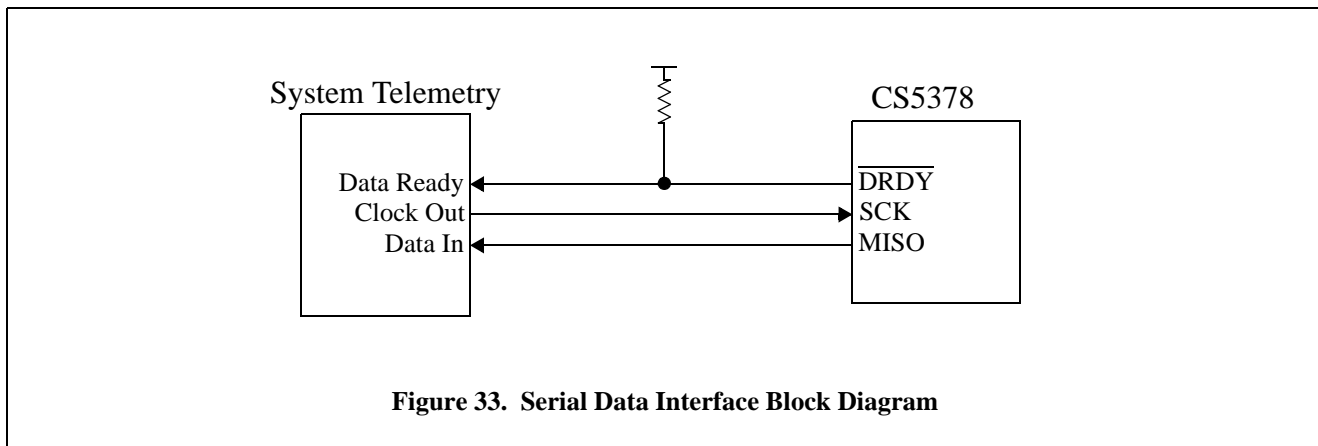 System Telemetry
CS5378
Data Ready
DRDY
Clock Out
SCK
Data In
MISO
Figure 33. Serial Data Interface Block Diagram